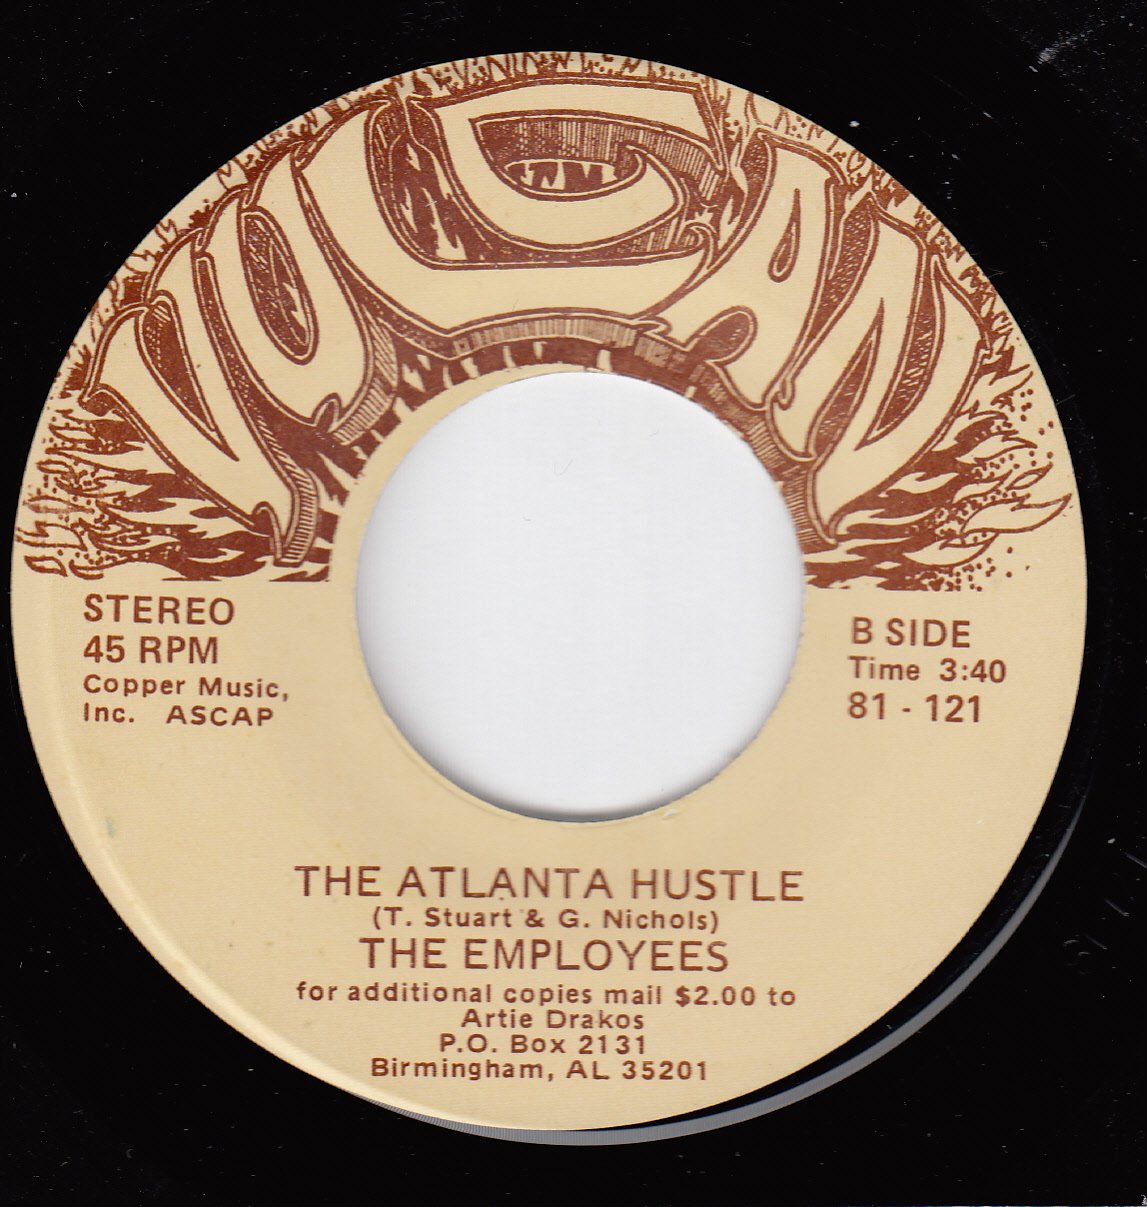 VULCAN
STEREO
45 RPM
Copper Music,
Inc. ASCAP
B SIDE
Time 3:40
81 - 121
THE ATLANTA HUSTLE
(T. Stuart & G. Nichols)
THE EMPLOYEES
for additional copies mail $2.00 to
Artie Drakos
P.O. Box 2131
Birmingham, AL 35201